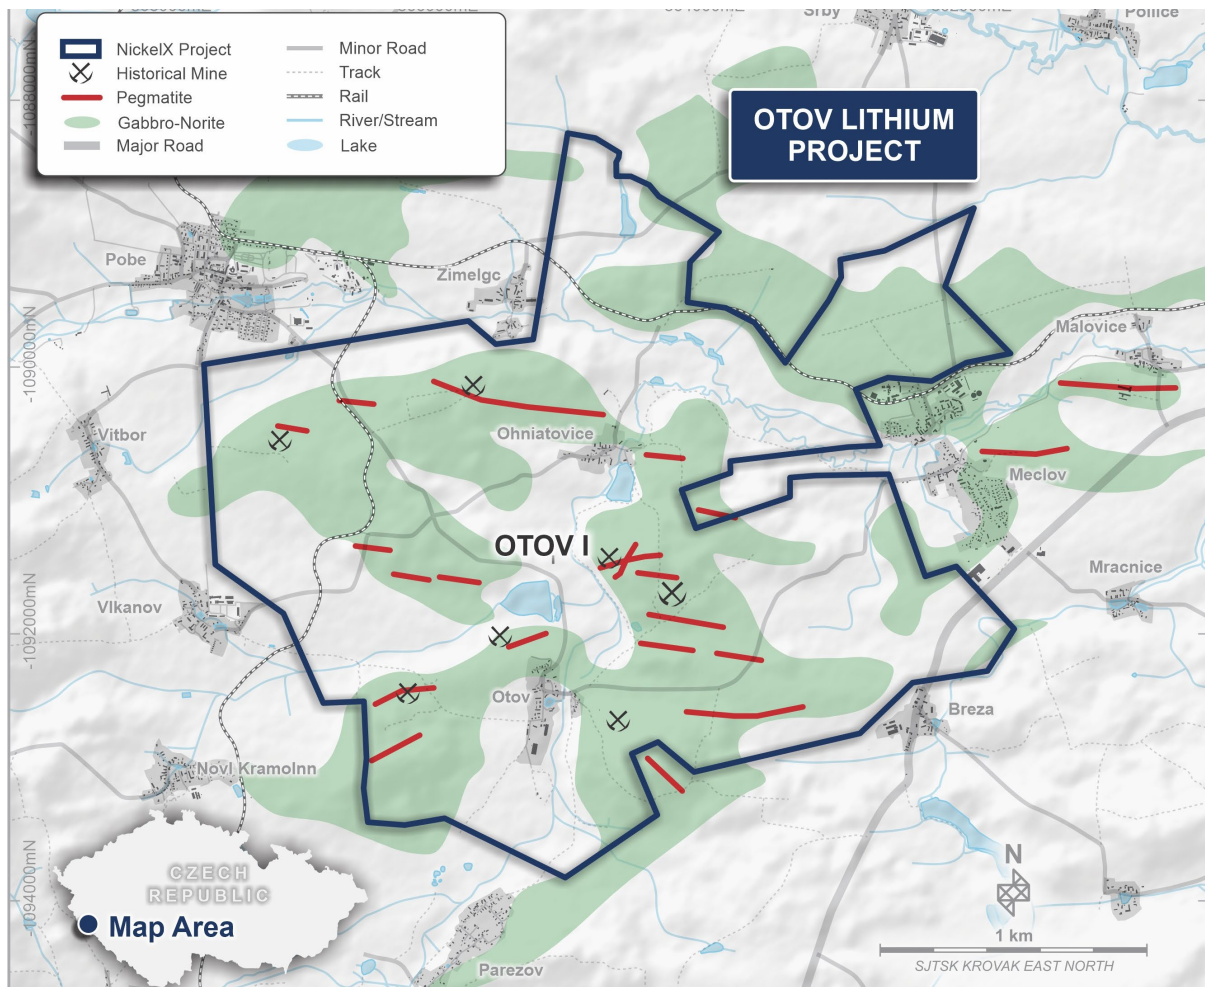 NickelX Project
Historical Mine
Pegmatite
Gabbro-Norite
Major Road
Minor Road
Track
Rail
River/Stream
Lake
OTOV LITHIUM
PROJECT
Srby
-1088000mN
Pobe
Zimelgc
Malovice
-1090000mN
Vitbor
Ohniatovice
Meclov
OTOV I
Mracnice
Vlkanov
-1092000mN
Otov
Breza
Novl Kramolnn
CZECH
REPUBLIC
Map Area
-1094000mN
N
1 km
SJTSK KROVAK EAST NORTH
Parezov